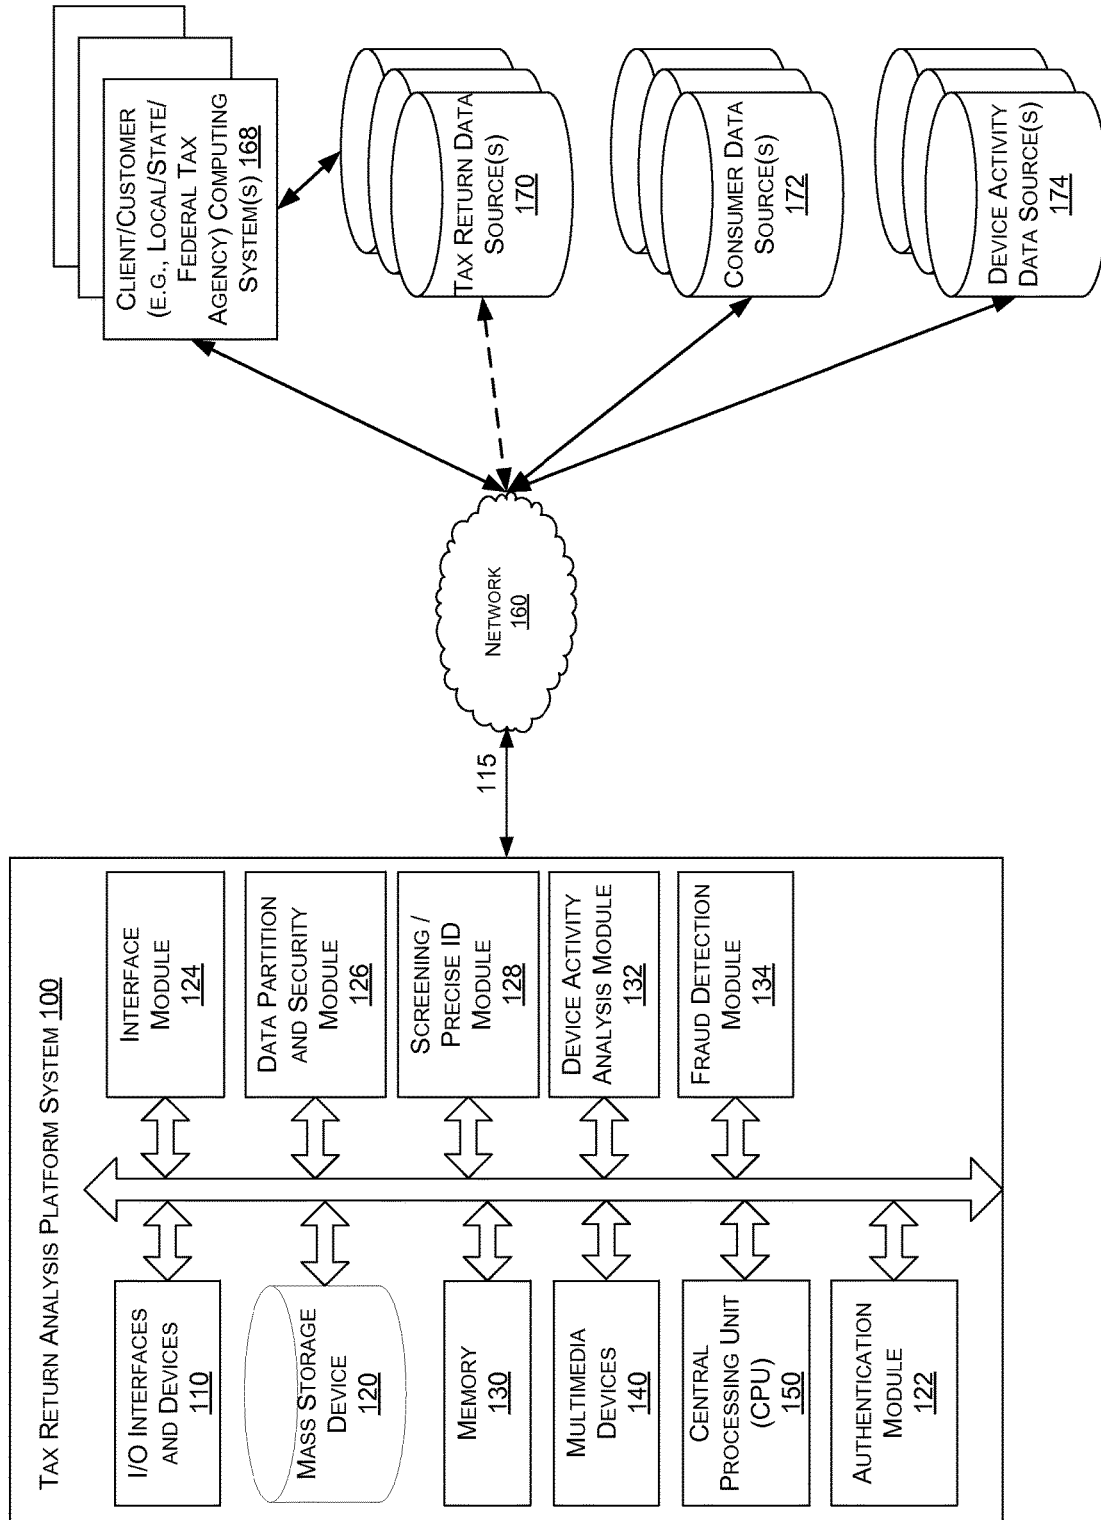 TAX RETURN ANALYSIS PLATFORM SYSTEM 100
I/O INTERFACES
AND DEVICES
110
MASS STORAGE
DEVICE
120
MEMORY
130
MULTIMEDIA
DEVICES
140
CENTRAL
PROCESSING UNIT
(CPU)
150
AUTHENTICATION
MODULE
122
INTERFACE
MODULE
124
DATA PARTITION
AND SECURITY
MODULE
126
SCREENING /
PRECISE ID
MODULE
128
DEVICE ACTIVITY
ANALYSIS MODULE
132
FRAUD DETECTION
MODULE
134
115
NETWORK
160
CLIENT/CUSTOMER
(E.G., LOCAL/STATE/
FEDERAL TAX
AGENCY) COMPUTING
SYSTEM(S) 168
TAX RETURN DATA
SOURCE(S)
170
CONSUMER DATA
SOURCE(S)
172
DEVICE ACTIVITY
DATA SOURCE(S)
174